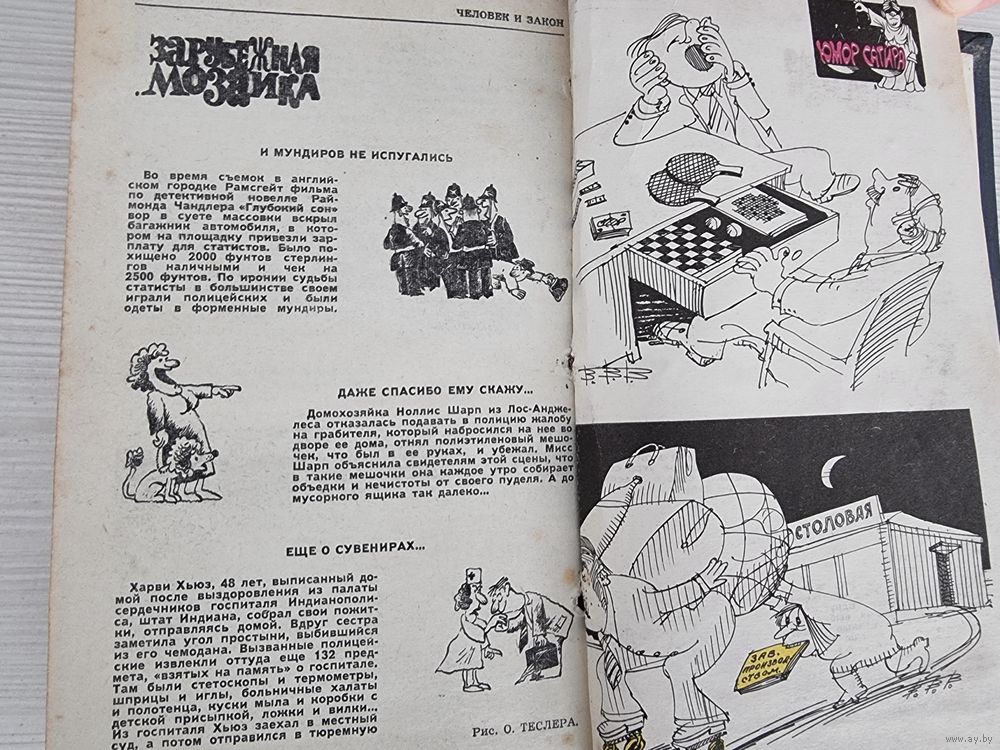 ЧЕЛОВЕК И ЗАКОН
ЗАРУБЕЖНАЯ
МОЗАИКА
И МУНДИРОВ НЕ ИСПУГАЛИСЬ
Во время съемок в англий-
ском городке Рамсгейт фильма
по детективной новелле Рай-
монда Чандлера «Глубокий сон»
вор в суете массовки вскрыл
багажник автомобиля, в кото-
ром на площадку привезли зар-
плату для статистов. Было по-
хищено 2000 фунтов стерлин-
гов наличными и чек на
2500 фунтов. По иронии судьбы
статисты в большинстве своем
играли полицейских и были
одеты в форменные мундиры.
ДАЖЕ СПАСИБО ЕМУ СКАЖУ...
Домохозяйка Ноллис Шарп из Лос-Андже-
леса отказалась подавать в полицию жалобу
на грабителя, который набросился на нее во
дворе ее дома, отнял полиэтиленовый мешо-
чек, что был в ее руках, и убежал. Мисс
Шарп объяснила свидетелям этой сцены, что
в такие мешочки она каждое утро собирает
объедки и нечистоты от своего пуделя. А до
мусорного ящика так далеко...
ЕЩЕ О СУВЕНИРАХ...
Харви Хьюз, 48 лет, выписанный до-
мой после выздоровления из палаты
сердечников госпиталя Индианополи-
са, штат Индиана, собрал свои пожит-
ки, отправляясь домой. Вдруг сестра
заметила угол простыни, выбившийся
из его чемодана. Вызванные полицей-
ские извлекли оттуда еще 132 пред-
мета, «взятых на память» о госпитале.
Там были стетоскопы и термометры,
шприцы и иглы, больничные халаты
и полотенца, куски мыла и коробки с
детской присыпкой, ложки и вилки...
Из госпиталя Хьюз заехал в местный
суд, а потом отправился в тюремную
Рис. О. ТЕСЛЕРА.
ЮМОР САТИРА
В.В.В.
СТОЛОВАЯ
ЗАВ.
ПРОИЗВОД
СТВОМ.
www.ay.by